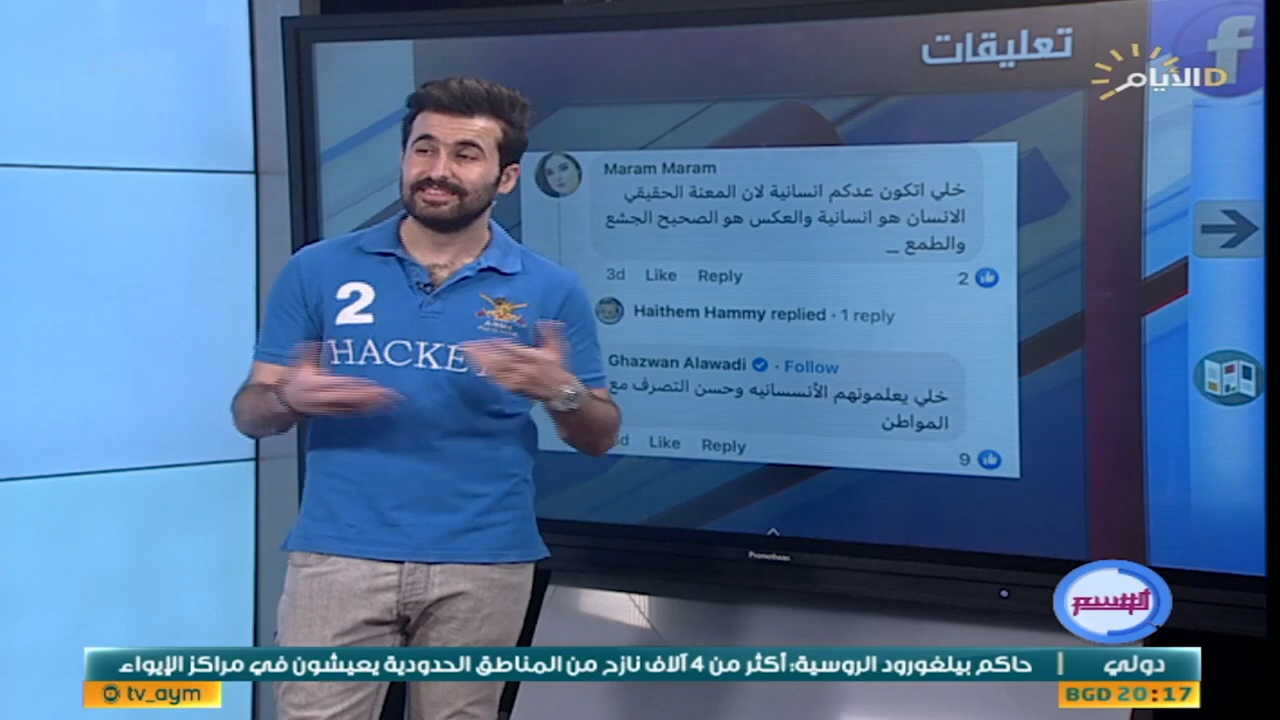 تعليقات
الأيام
Maram Maram
خلي اتكون عدكم انسانية لان المعنة الحقيقي
الانسان هو انسانية والعكس هو الصحيح الجشع
والطمع _
3d Like Reply 2
Haithem Hammy replied · 1 reply
Ghazwan Alawadi · Follow
خلي يعلمونهم الأنسسانيه وحسن التصرف مع
المواطن
Like Reply 9
2
HACKE
Promethean
دولي | حاكم بيلغورود الروسية: أكثر من 4 آلاف نازح من المناطق الحدودية يعيشون في مراكز الإيواء
tv_aym
BGD 20:17